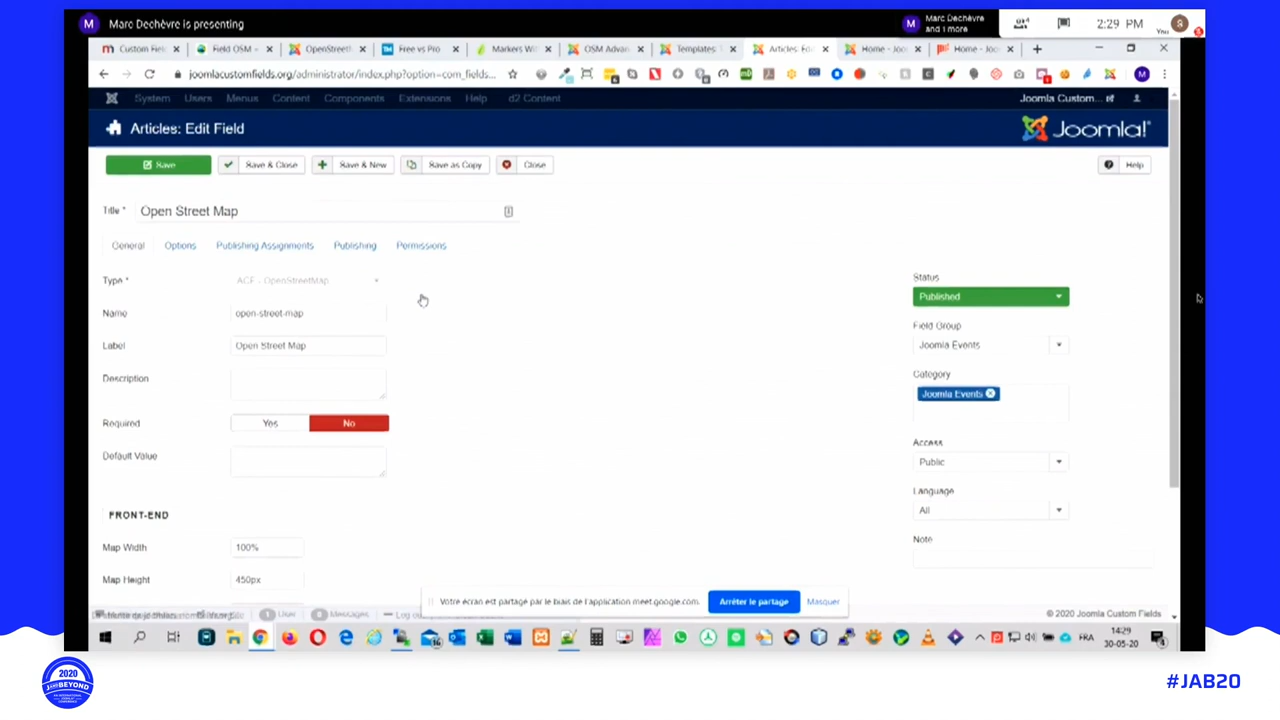 Marc Dechèvre is presenting
Marc Dechèvre and 1 more
2:29 PM
You
Custom Fiel
Field OSM –
OpenStreetM
Free vs Pro
Markers Wi
OSM Advan
Templates:
Articles: Edi
Home - Joo
Home - Joo
joomlacustomfields.org/administrator/index.php?option=com_fields...
System Users Menus Content Components Extensions Help d2 Content
Joomla Custom...
Articles: Edit Field
Joomla!®
Save
Save & Close
Save & New
Save as Copy
Close
Help
Title *
Open Street Map
General
Options
Publishing Assignments
Publishing
Permissions
Type *
ACF - OpenStreetMap
Name
open-street-map
Label
Open Street Map
Description
Required
Yes
No
Default Value
FRONT-END
Map Width
100%
Map Height
450px
Status
Published
Field Group
Joomla Events
Category
Joomla Events
Access
Public
Language
All
Note
Votre écran est partagé par le biais de l'application meet.google.com.
Arrêter le partage
Masquer
© 2020 Joomla Custom Fields
FRA
14:29
30-05-20
2020
JANDBEYOND
#JAB20